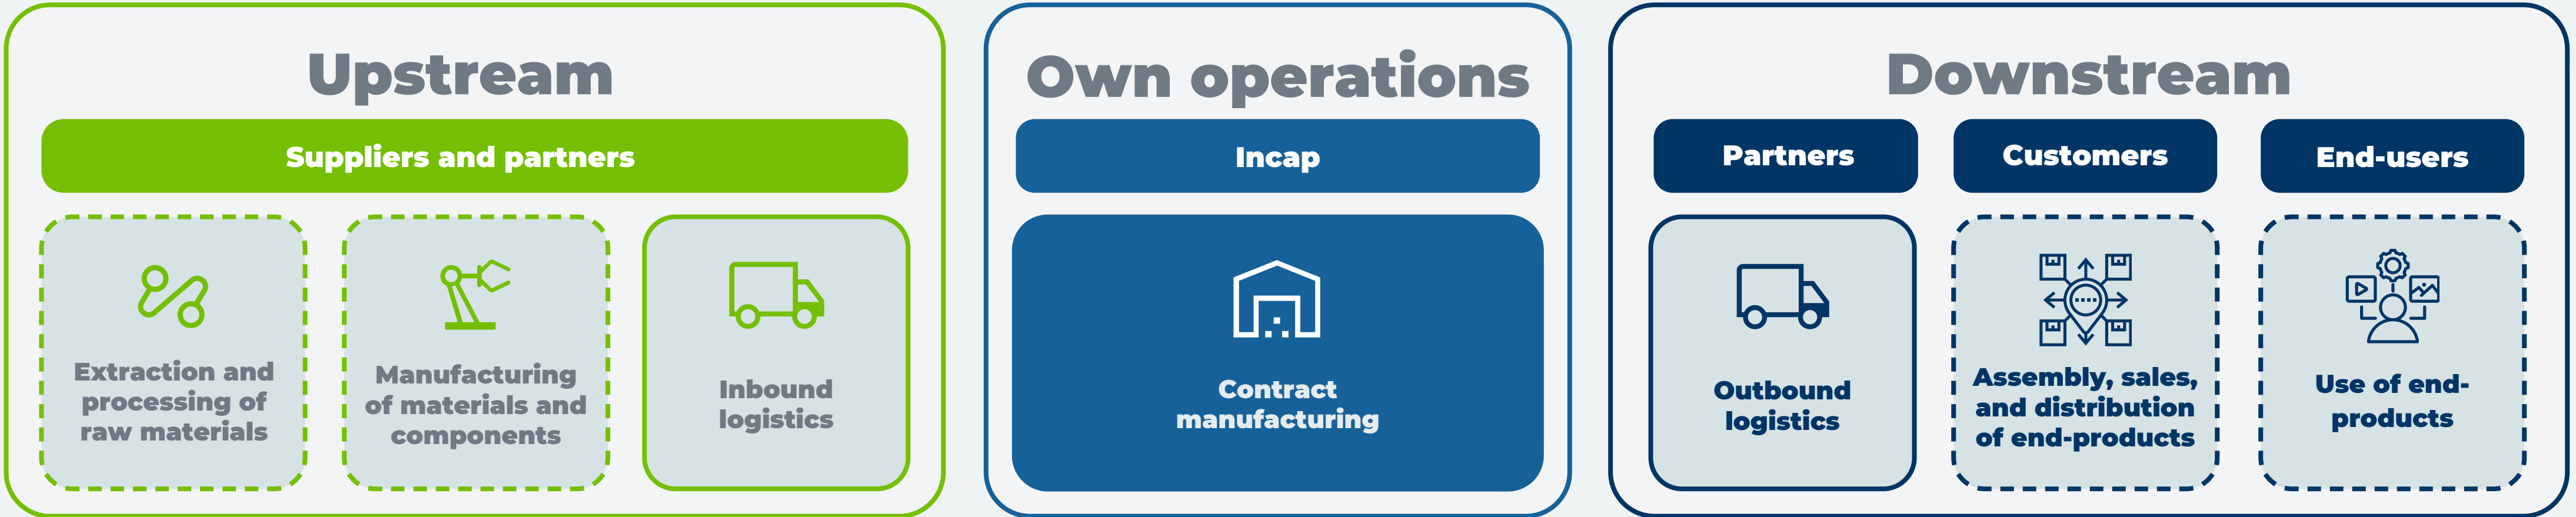 Upstream
Suppliers and partners
Extraction and
processing of
raw materials
Manufacturing
of materials and
components
Inbound
logistics
Own operations
Incap
Contract
manufacturing
Downstream
Partners
Customers
End-users
Outbound
logistics
Assembly, sales,
and distribution
of end-products
Use of end-
products